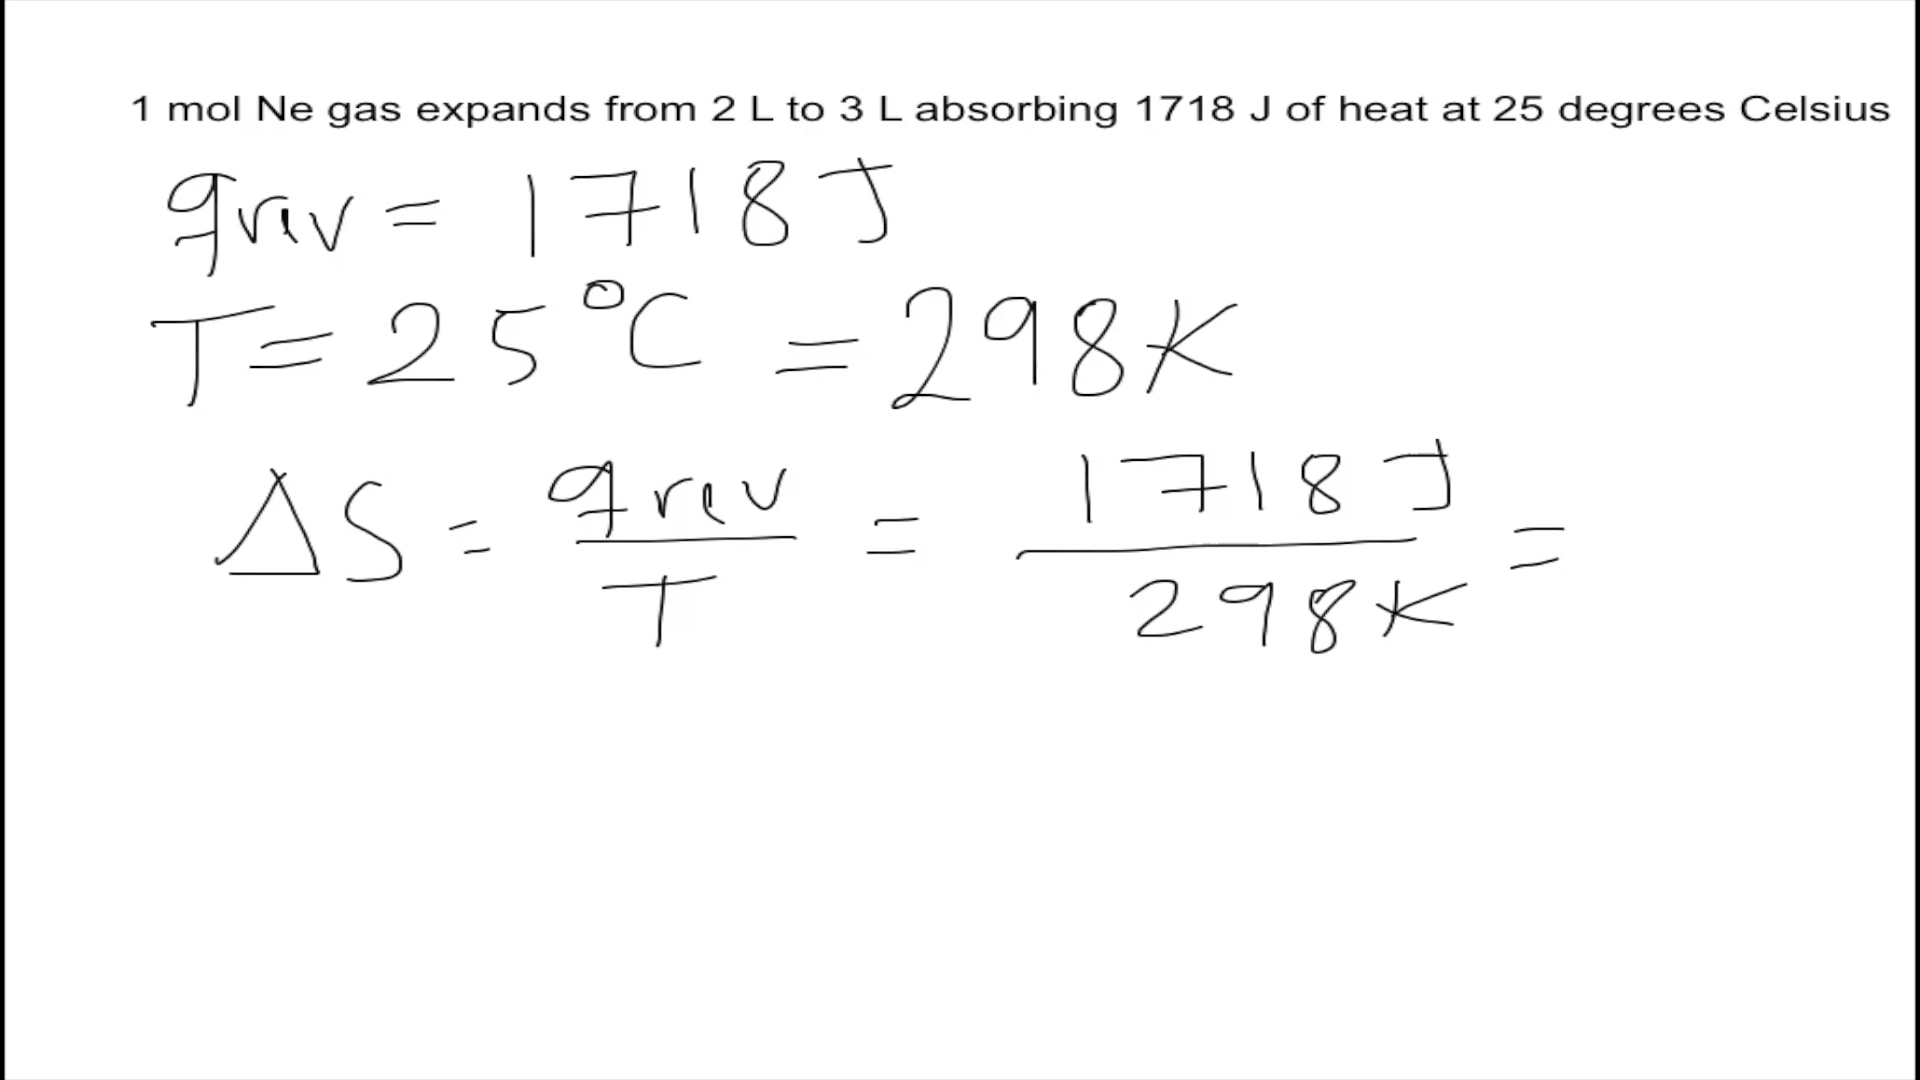 1 mol Ne gas expands from 2 L to 3 L absorbing 1718 J of heat at 25 degrees Celsius
qrev = 1718 J
T = 25°C = 298K
ΔS = qrev/T = 1718J/298K =